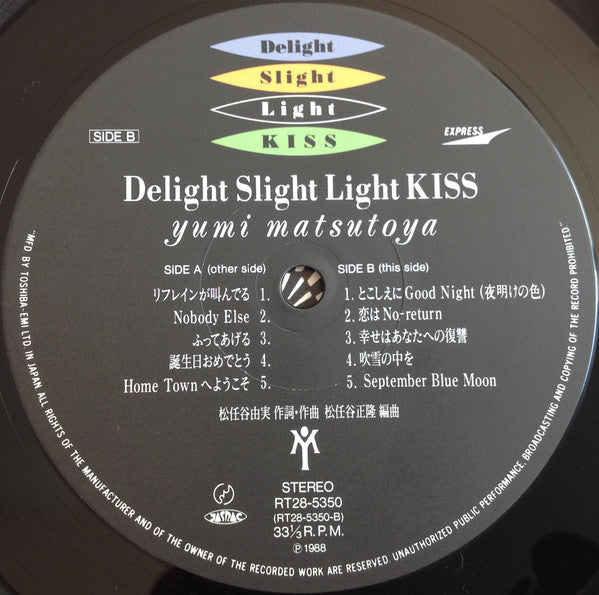 Delight
Slight
Light
KISS
SIDE B
EXPRESS
Delight Slight Light KISS
yumi matsutoya
SIDE A (other side)
リフレインが叫んでる 1.
Nobody Else 2.
ふってあげる 3.
誕生日おめでとう 4.
Home Townへようこそ 5.
SIDE B (this side)
1. とこしえにGood Night (夜明けの色)
2. 恋はNo-return
3. 幸せはあなたへの復讐
4. 吹雪の中を
5. September Blue Moon
松任谷由実 作詞・作曲 松任谷正隆 編曲
JASRAC
STEREO
RT28-5350
(RT28-5350-B)
33⅓ R.P.M.
℗ 1988
"MFD BY TOSHIBA-EMI LTD IN JAPAN ALL RIGHTS OF THE MANUFACTURER AND OF THE OWNER OF THE RECORDED WORK ARE RESERVED UNAUTHORIZED PUBLIC PERFORMANCE, BROADCASTING AND COPYING OF THE RECORD PROHIBITED"